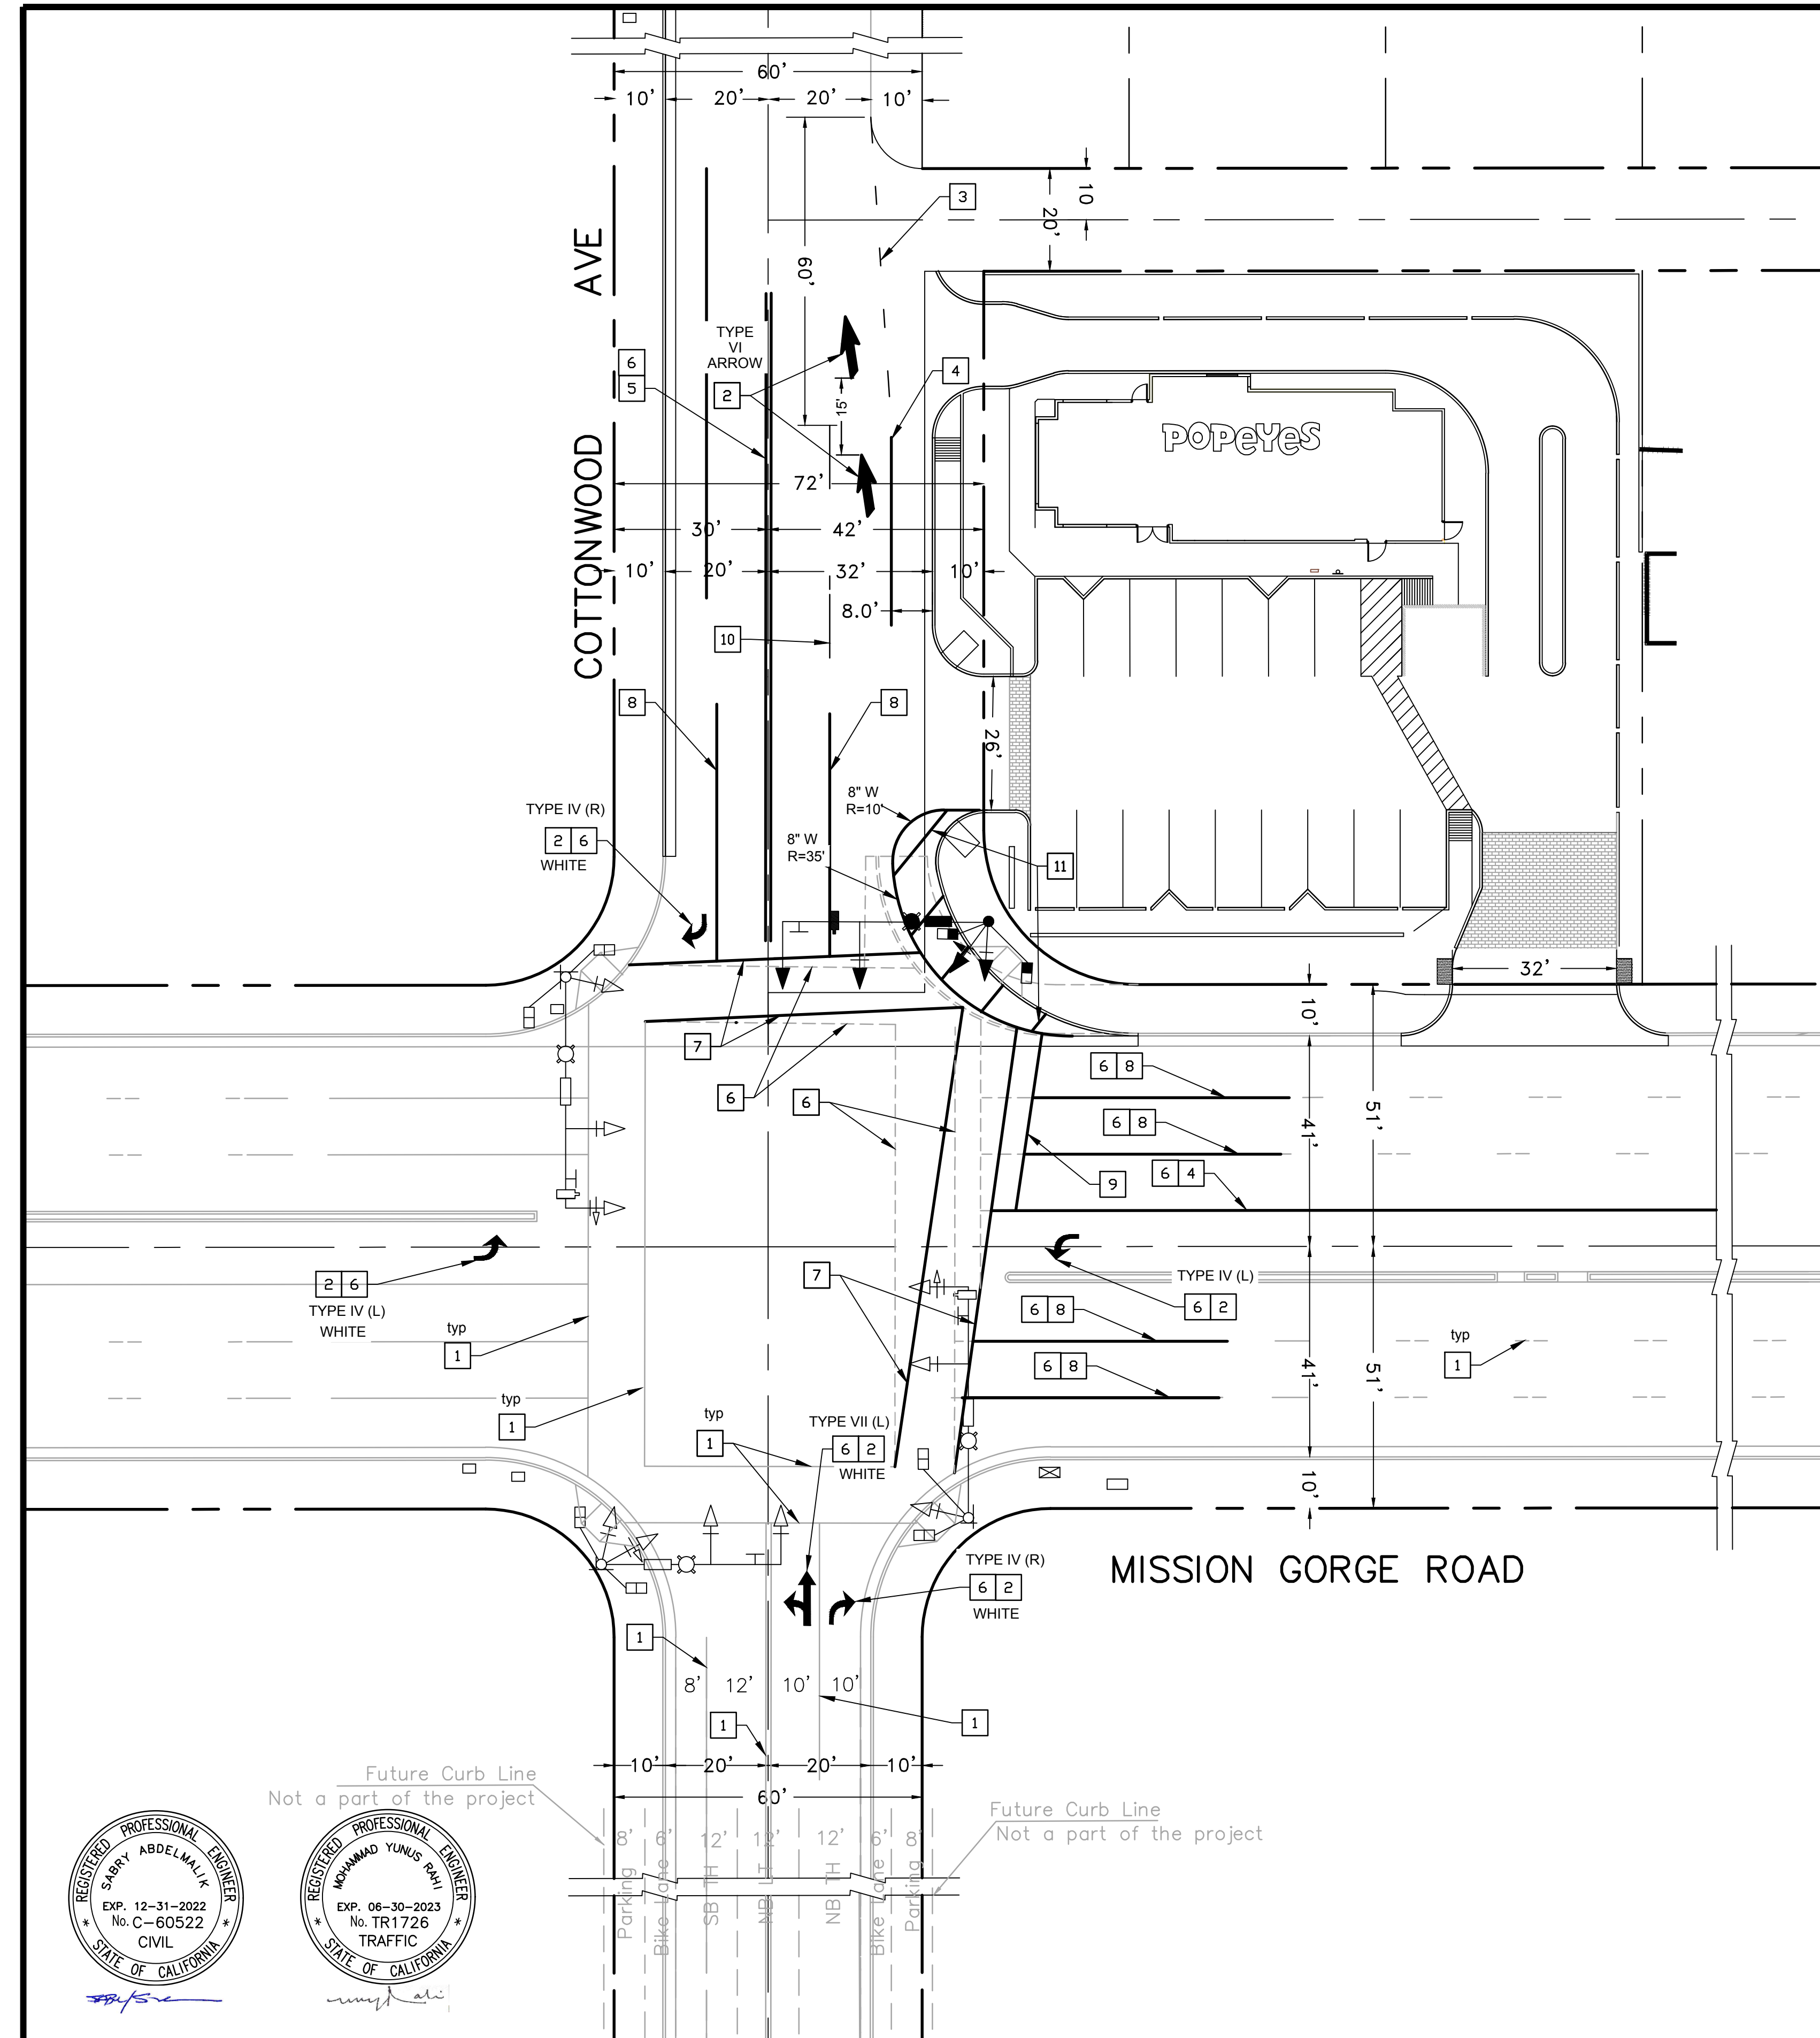 60'
10' 20' 20' 10'
10
20'
3
60'
COTTONWOOD AVE
TYPE
VI
ARROW
6
5
2
4
15'
POPEYES
72'
30' 42'
10' 20' 32' 10'
8.0'
10
8
8
26'
TYPE IV (R)
2 6
WHITE
8" W
R=10'
8" W
R=35'
11
32'
10'
7
6
6
6 8
6 8
6 4
9
41'
51'
2 6
TYPE IV (L)
WHITE
7
TYPE IV (L)
6 2
6 8
6 8
typ
1
typ
1
typ
1
typ
1
TYPE VII (L)
6 2
WHITE
41'
51'
10'
TYPE IV (R)
6 2
WHITE
MISSION GORGE ROAD
1
8' 12' 10' 10'
1
1
10' 20' 20' 10'
60'
Future Curb Line
Not a part of the project
Future Curb Line
Not a part of the project
8' 6' 12' 12' 12' 6' 8'
Parking
Bike Lane
SB TH
NB LT
NB TH
Bike Lane
Parking
REGISTERED PROFESSIONAL ENGINEER
SABRY ABDELMALIK
EXP. 12-31-2022
No. C-60522
CIVIL
* STATE OF CALIFORNIA *
REGISTERED PROFESSIONAL ENGINEER
MOHAMMAD YUNUS RAHI
EXP. 06-30-2023
No. TR1726
TRAFFIC
* STATE OF CALIFORNIA *